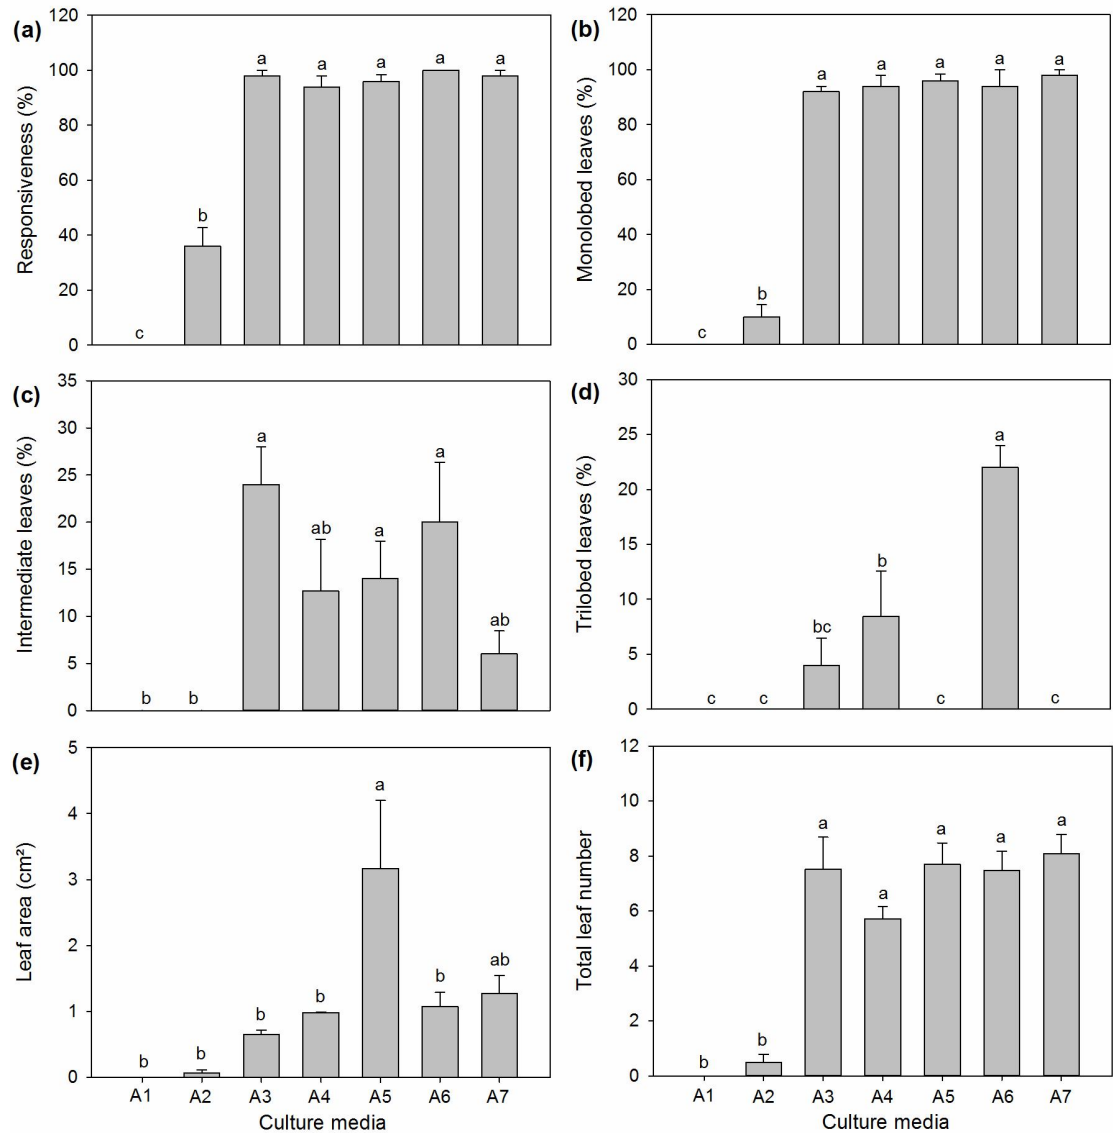 (a)
Responsiveness (%)
120
100
80
60
40
20
0
c
b
a
a
a
a
a
(b)
Monolobed leaves (%)
120
100
80
60
40
20
0
c
b
a
a
a
a
a
(c)
Intermediate leaves (%)
35
30
25
20
15
10
5
0
b
b
a
ab
a
a
ab
(d)
Trilobed leaves (%)
30
25
20
15
10
5
0
c
c
bc
b
c
a
c
(e)
Leaf area (cm²)
5
4
3
2
1
0
b
b
b
b
a
b
ab
A1 A2 A3 A4 A5 A6 A7
Culture media
(f)
Total leaf number
12
10
8
6
4
2
0
b
b
a
a
a
a
a
A1 A2 A3 A4 A5 A6 A7
Culture media